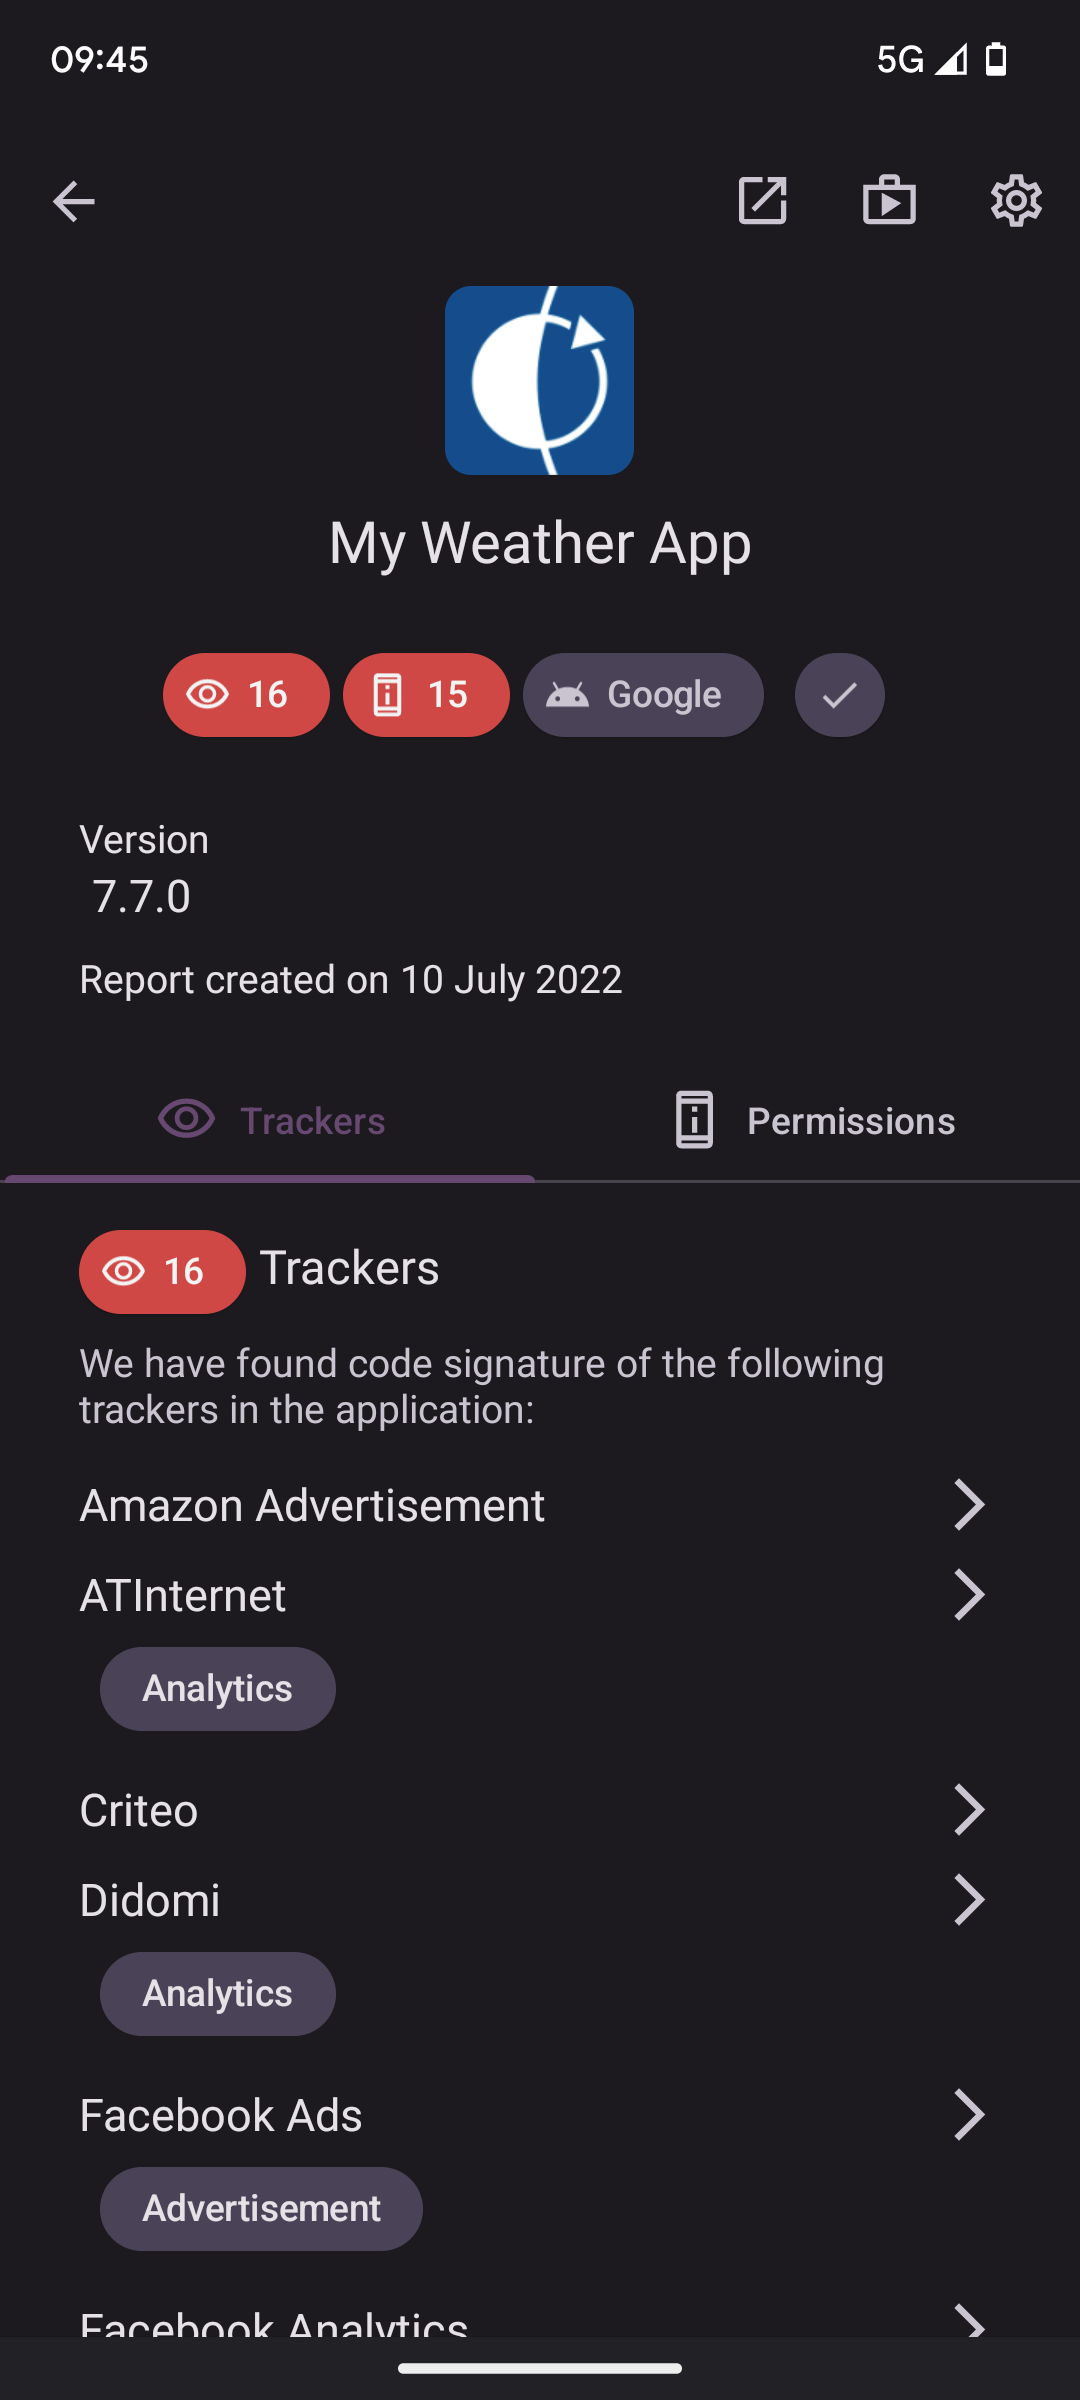 09:45 5G
My Weather App
16 15 Google
Version
7.7.0
Report created on 10 July 2022
Trackers Permissions
16 Trackers
We have found code signature of the following
trackers in the application:
Amazon Advertisement
ATInternet
Analytics
Criteo
Didomi
Analytics
Facebook Ads
Advertisement
Facebook Analytics